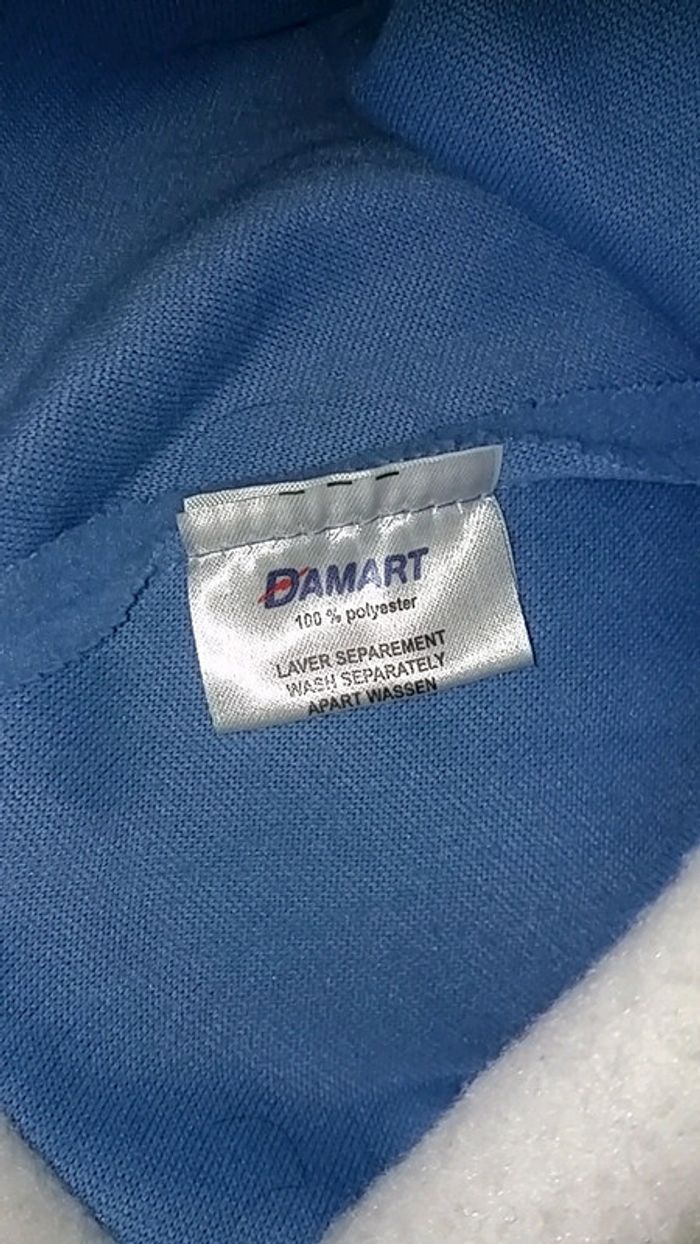 DAMART
100 % polyester
LAVER SEPAREMENT
WASH SEPARATELY
APART WASSEN